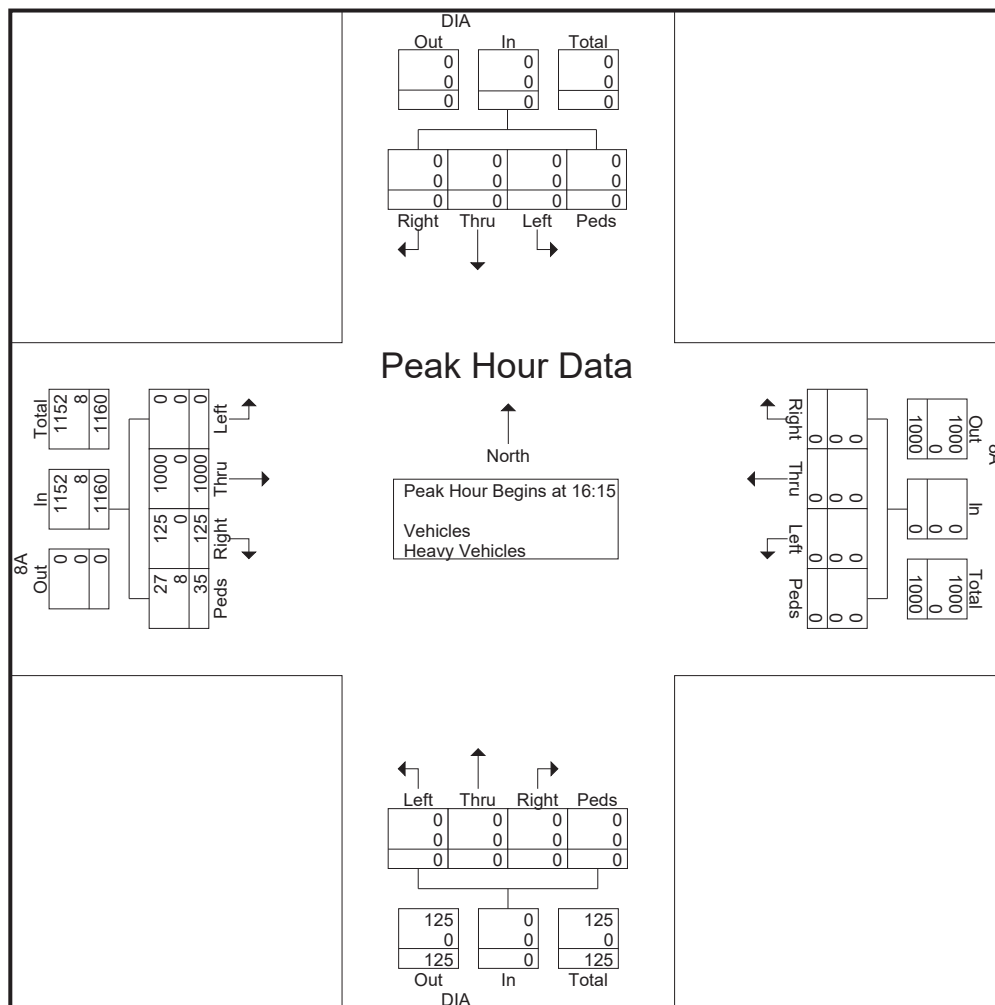 DIA
Out In Total
0 0 0
0 0 0
0 0 0
0 0 0 0
0 0 0 0
0 0 0 0
Right Thru Left Peds
Peak Hour Data
North
Peak Hour Begins at 16:15
Vehicles
Heavy Vehicles
8A
Out In Total
0 1152 1152
0 8 8
0 1160 1160
27 125 1000 0
8 0 0 0
35 125 1000 0
Peds Right Thru Left
8A
Out In Total
1000 0 1000
0 0 0
1000 0 1000
0 0 0 0
0 0 0 0
0 0 0 0
Right Thru Left Peds
Left Thru Right Peds
0 0 0 0
0 0 0 0
0 0 0 0
125 0 125
0 0 0
125 0 125
Out In Total
DIA